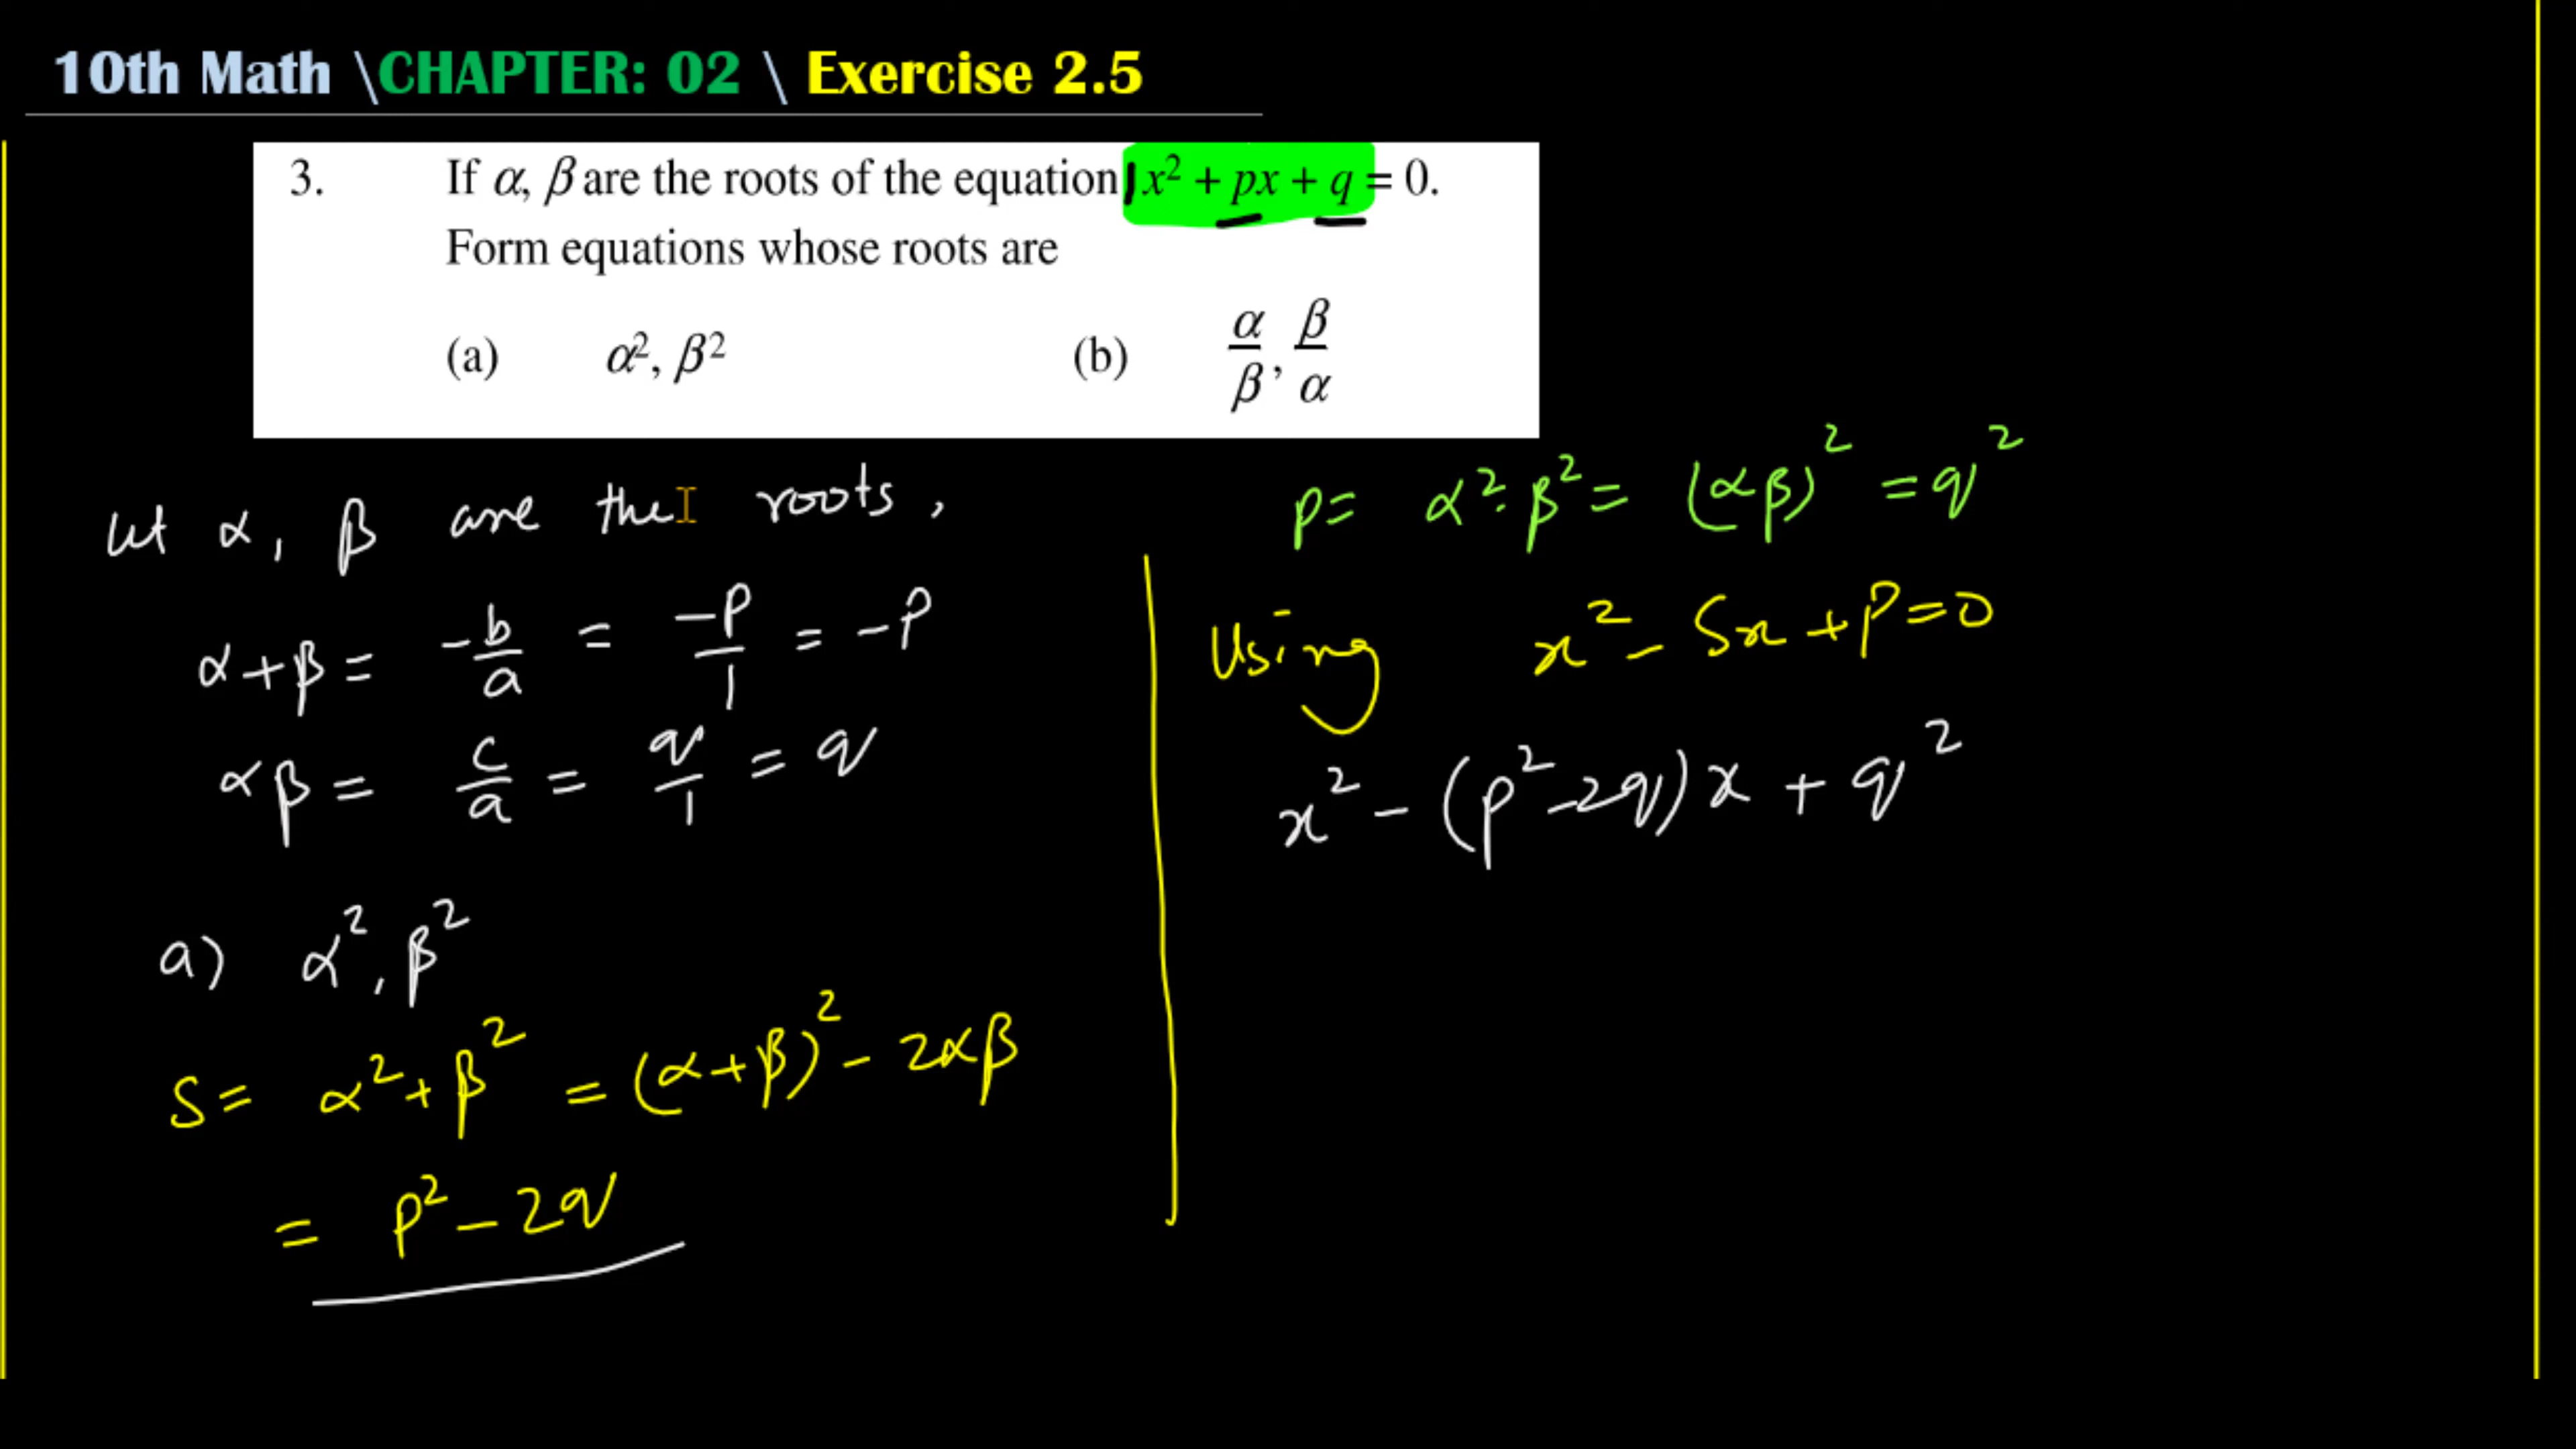 10th Math \CHAPTER: 02 \ Exercise 2.5
3. If α, β are the roots of the equation x² + px + q = 0.
Form equations whose roots are
(a) α², β² (b) α/β, β/α
Let α, β are the roots,
α+β = -b/a = -P/1 = -P
αβ = c/a = q/1 = q
a) α², β²
S = α²+β² = (α+β)² - 2αβ
= P² - 2q
P = α².β² = (αβ)² = q²
Using x² - Sx + P = 0
x² - (P² - 2q)x + q²